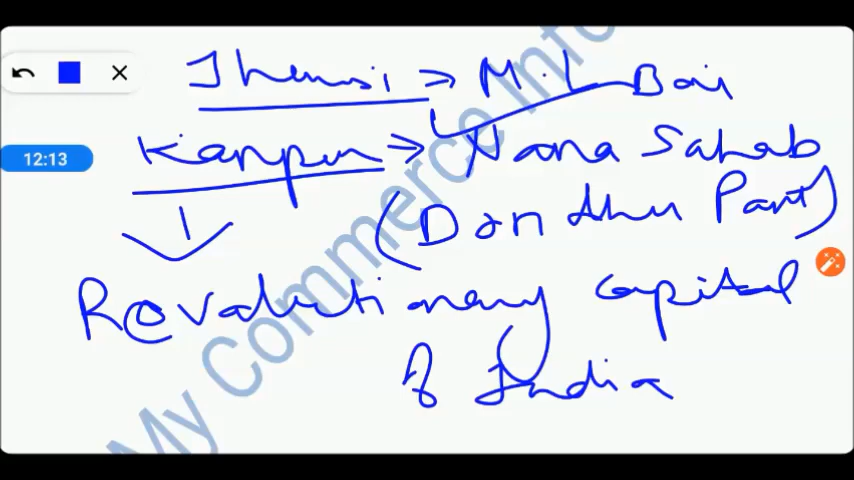 Jhansi → M.L Bai
12:13
Kanpur → Nana Sahab
(Dondhu Pant)
Revolutionary capital
of India
My Commerce Info